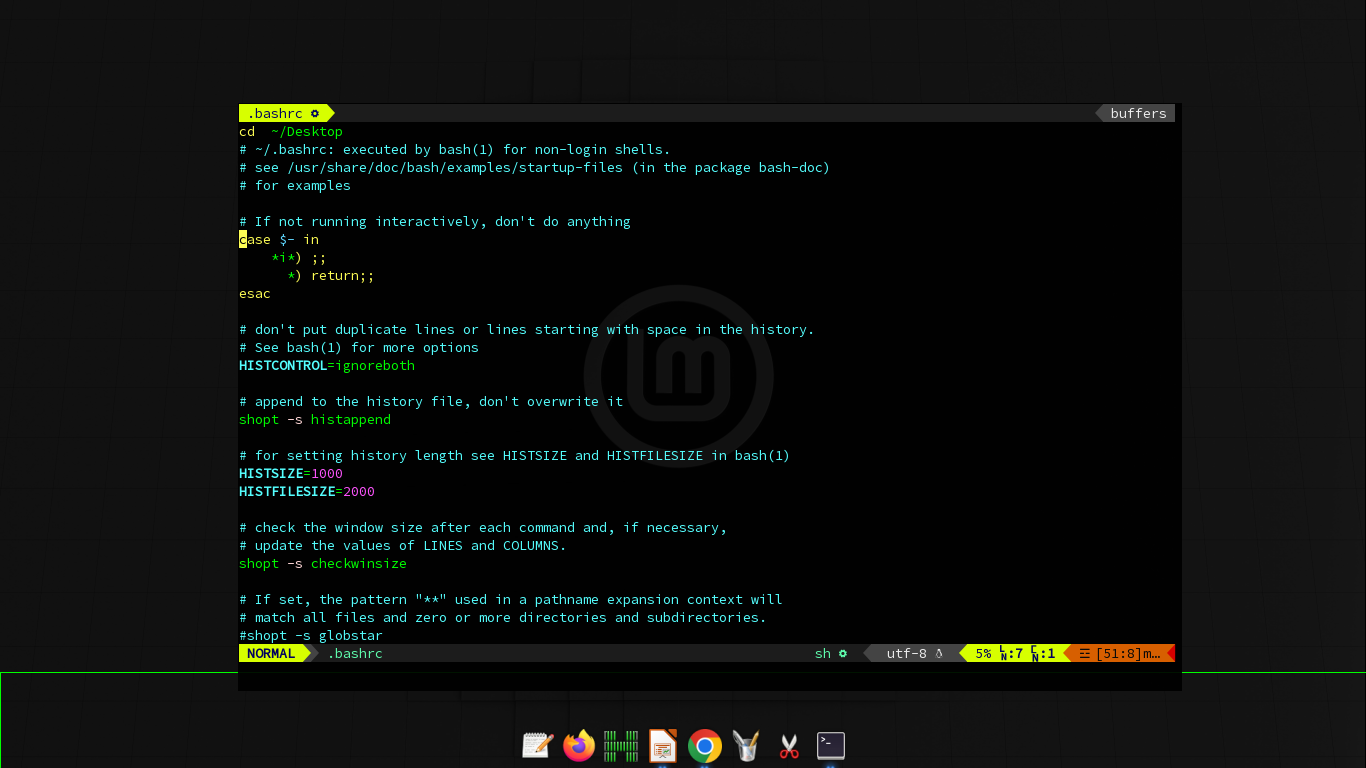 .bashrc
buffers
cd  ~/Desktop
# ~/.bashrc: executed by bash(1) for non-login shells.
# see /usr/share/doc/bash/examples/startup-files (in the package bash-doc)
# for examples
# If not running interactively, don't do anything
case $- in
    *i*) ;;
      *) return;;
esac
# don't put duplicate lines or lines starting with space in the history.
# See bash(1) for more options
HISTCONTROL=ignoreboth
# append to the history file, don't overwrite it
shopt -s histappend
# for setting history length see HISTSIZE and HISTFILESIZE in bash(1)
HISTSIZE=1000
HISTFILESIZE=2000
# check the window size after each command and, if necessary,
# update the values of LINES and COLUMNS.
shopt -s checkwinsize
# If set, the pattern "**" used in a pathname expansion context will
# match all files and zero or more directories and subdirectories.
#shopt -s globstar
NORMAL .bashrc sh utf-8 5% LN:7 CN:1 ☲ [51:8]m…